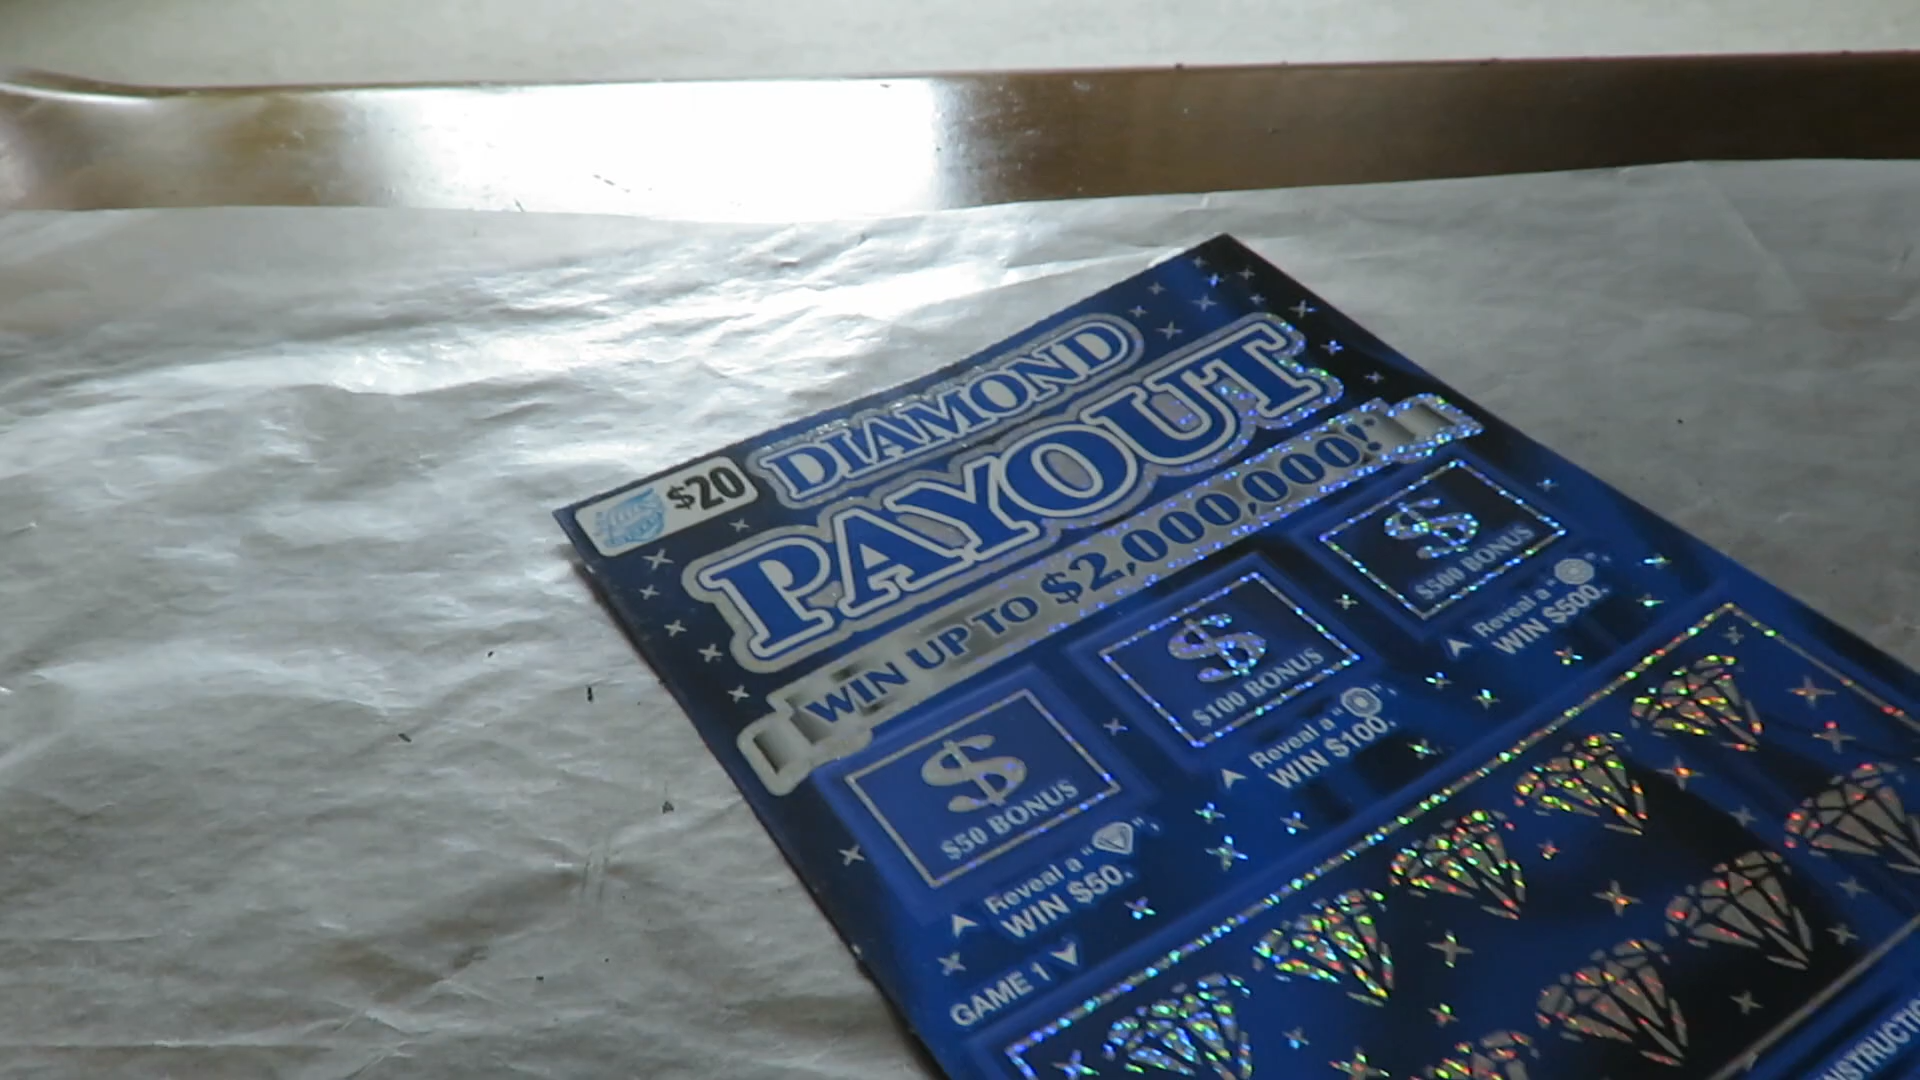 $20
DIAMOND
PAYOUT
WIN UP TO $2,000,000!
$
$50 BONUS
Reveal a " ",
WIN $50.
$
$100 BONUS
Reveal a " ",
WIN $100.
$
$500 BONUS
Reveal a " ",
WIN $500.
GAME 1